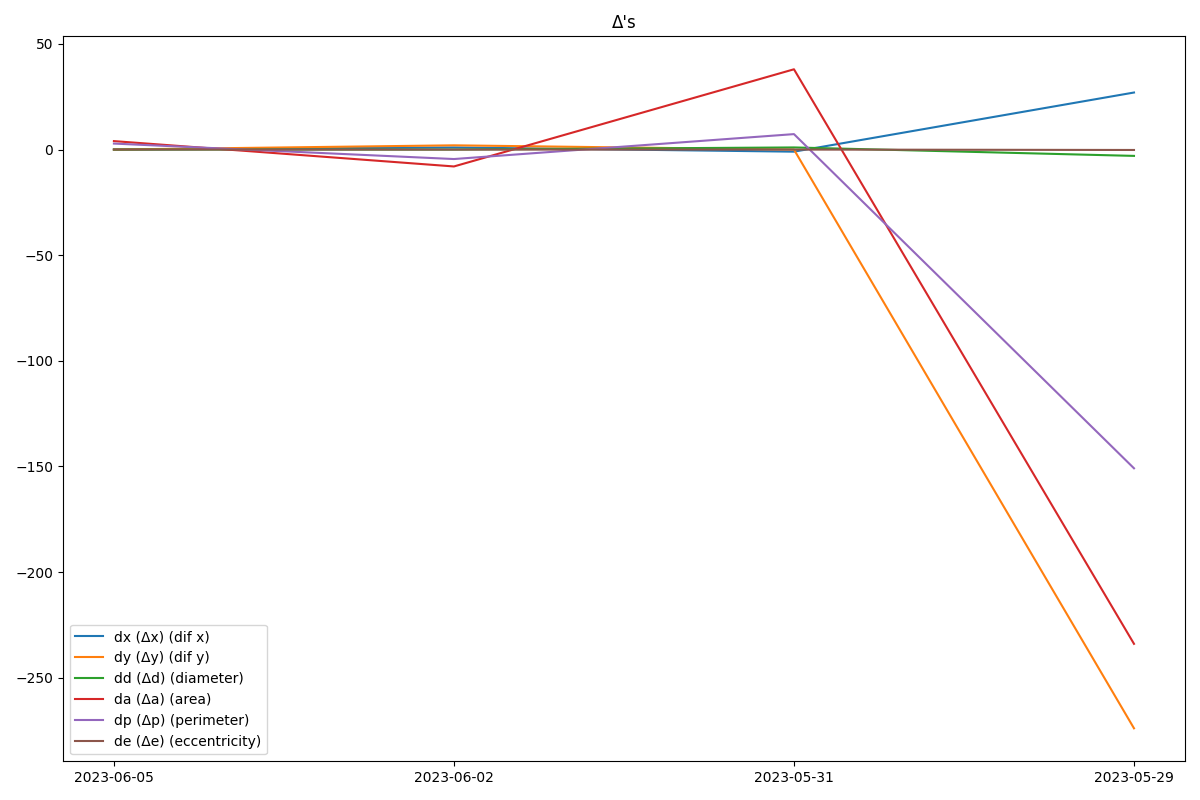 Δ's
50
0
−50
−100
−150
−200
−250
dx (Δx) (dif x)
dy (Δy) (dif y)
dd (Δd) (diameter)
da (Δa) (area)
dp (Δp) (perimeter)
de (Δe) (eccentricity)
2023-06-05 2023-06-02 2023-05-31 2023-05-29